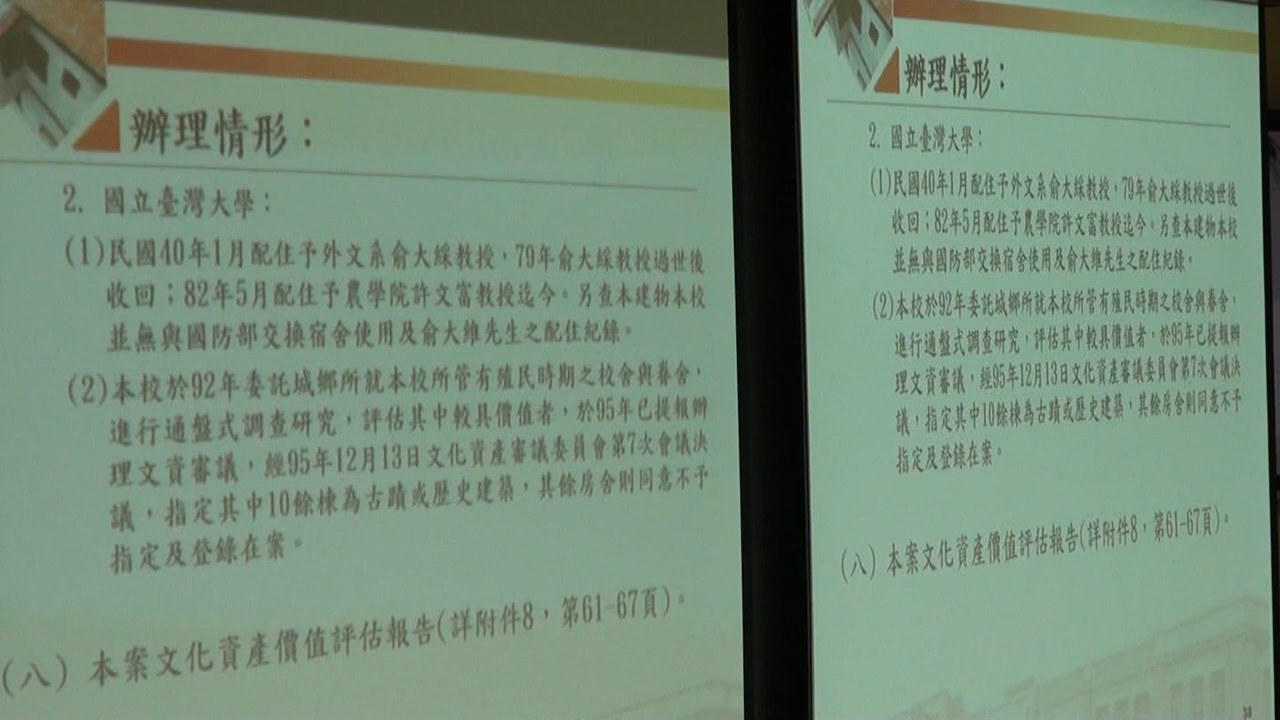 辦理情形：
2. 國立臺灣大學：
(1)民國40年1月配住予外文系俞大綵教授，79年俞大綵教授過世後
收回；82年5月配住予農學院許文富教授迄今。另查本建物本校
並無與國防部交換宿舍使用及俞大維先生之配住紀錄。
(2)本校於92年委託城鄉所就本校所管有殖民時期之校舍與眷舍，
進行通盤式調查研究，評估其中較具價值者，於95年已提報辦
理文資審議，經95年12月13日文化資產審議委員會第7次會議決
議，指定其中10餘棟為古蹟或歷史建築，其餘房舍則同意不予
指定及登錄在案。
(八) 本案文化資產價值評估報告(詳附件8，第61-67頁)。
辦理情形：
2. 國立臺灣大學：
(1)民國40年1月配住予外文系俞大綵教授，79年俞大綵教授過世後
收回；82年5月配住予農學院許文富教授迄今。另查本建物本校
並無與國防部交換宿舍使用及俞大維先生之配住紀錄。
(2)本校於92年委託城鄉所就本校所管有殖民時期之校舍與眷舍，
進行通盤式調查研究，評估其中較具價值者，於95年已提報辦
理文資審議，經95年12月13日文化資產審議委員會第7次會議決
議，指定其中10餘棟為古蹟或歷史建築，其餘房舍則同意不予
指定及登錄在案。
(八) 本案文化資產價值評估報告(詳附件8，第61-67頁)。